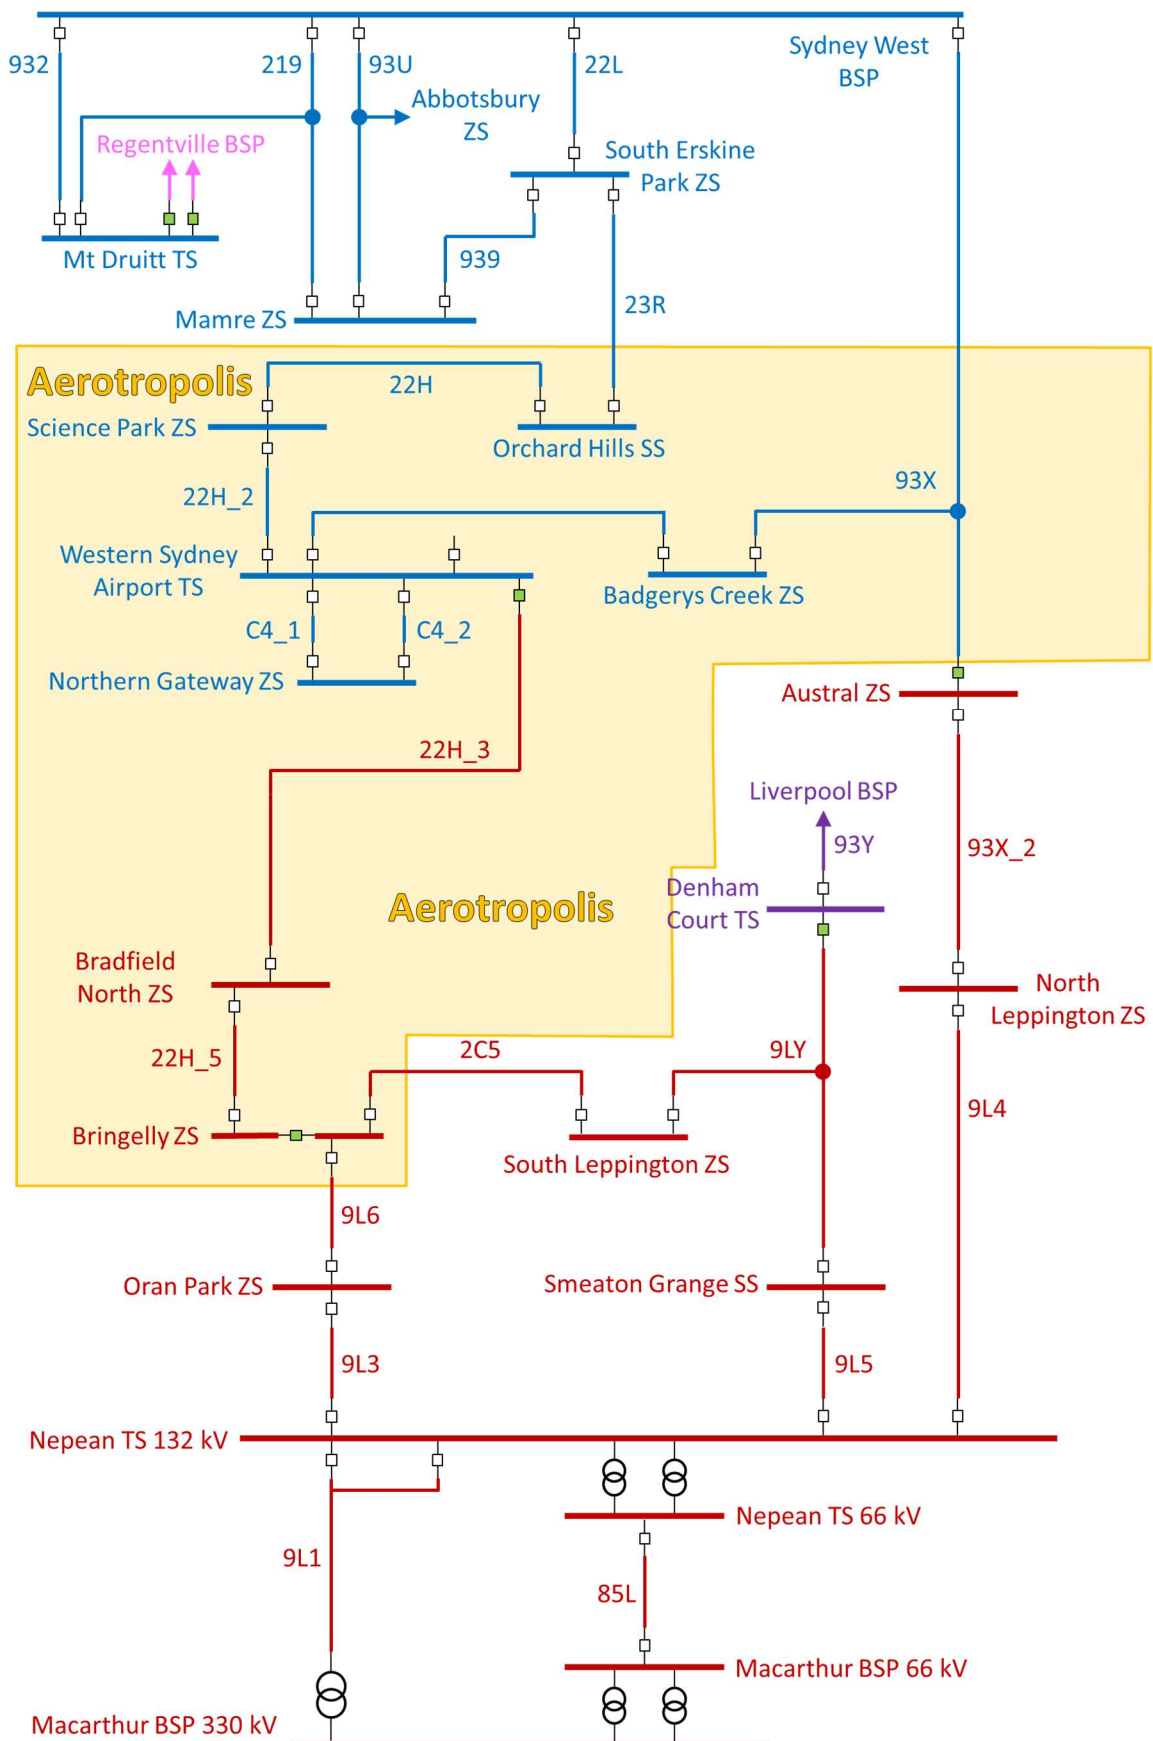 Sydney West
BSP
932
219
93U
22L
Abbotsbury
ZS
Regentville BSP
South Erskine
Park ZS
Mt Druitt TS
939
23R
Mamre ZS
Aerotropolis
22H
Science Park ZS
Orchard Hills SS
93X
22H_2
Western Sydney
Airport TS
Badgerys Creek ZS
C4_1
C4_2
Northern Gateway ZS
Austral ZS
22H_3
Liverpool BSP
93Y
93X_2
Denham
Court TS
Aerotropolis
Bradfield
North ZS
North
Leppington ZS
22H_5
2C5
9LY
9L4
Bringelly ZS
South Leppington ZS
9L6
Oran Park ZS
Smeaton Grange SS
9L3
9L5
Nepean TS 132 kV
Nepean TS 66 kV
9L1
85L
Macarthur BSP 66 kV
Macarthur BSP 330 kV